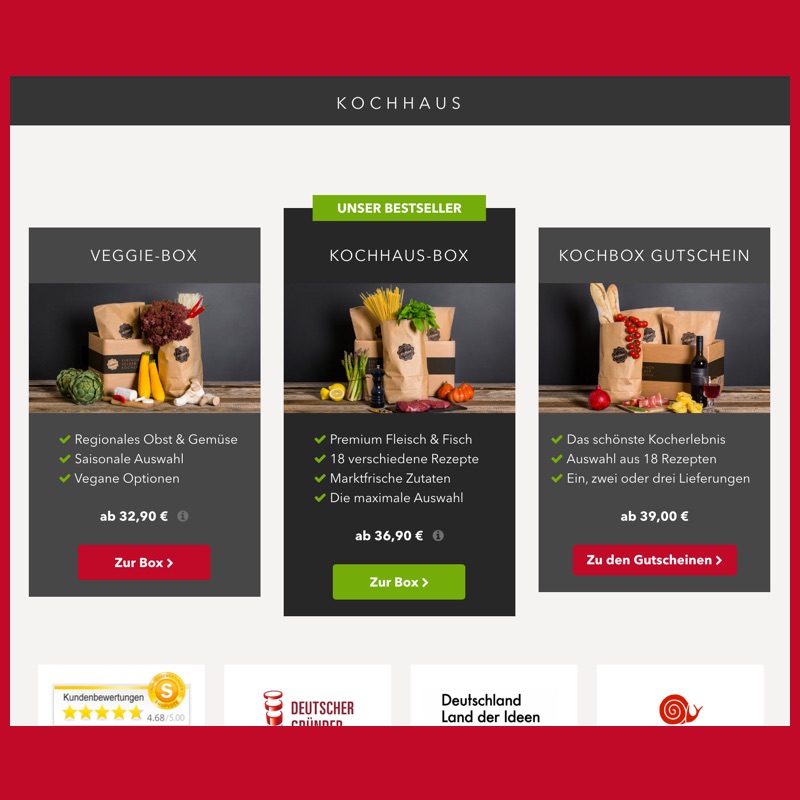 KOCHHAUS
UNSER BESTSELLER
VEGGIE-BOX
Regionales Obst & Gemüse
Saisonale Auswahl
Vegane Optionen
ab 32,90 €
Zur Box
KOCHHAUS-BOX
Premium Fleisch & Fisch
18 verschiedene Rezepte
Marktfrische Zutaten
Die maximale Auswahl
ab 36,90 €
Zur Box
KOCHBOX GUTSCHEIN
Das schönste Kocherlebnis
Auswahl aus 18 Rezepten
Ein, zwei oder drei Lieferungen
ab 39,00 €
Zu den Gutscheinen
Kundenbewertungen
4.68/5.00
DEUTSCHER
GRÜNDER
Deutschland
Land der Ideen